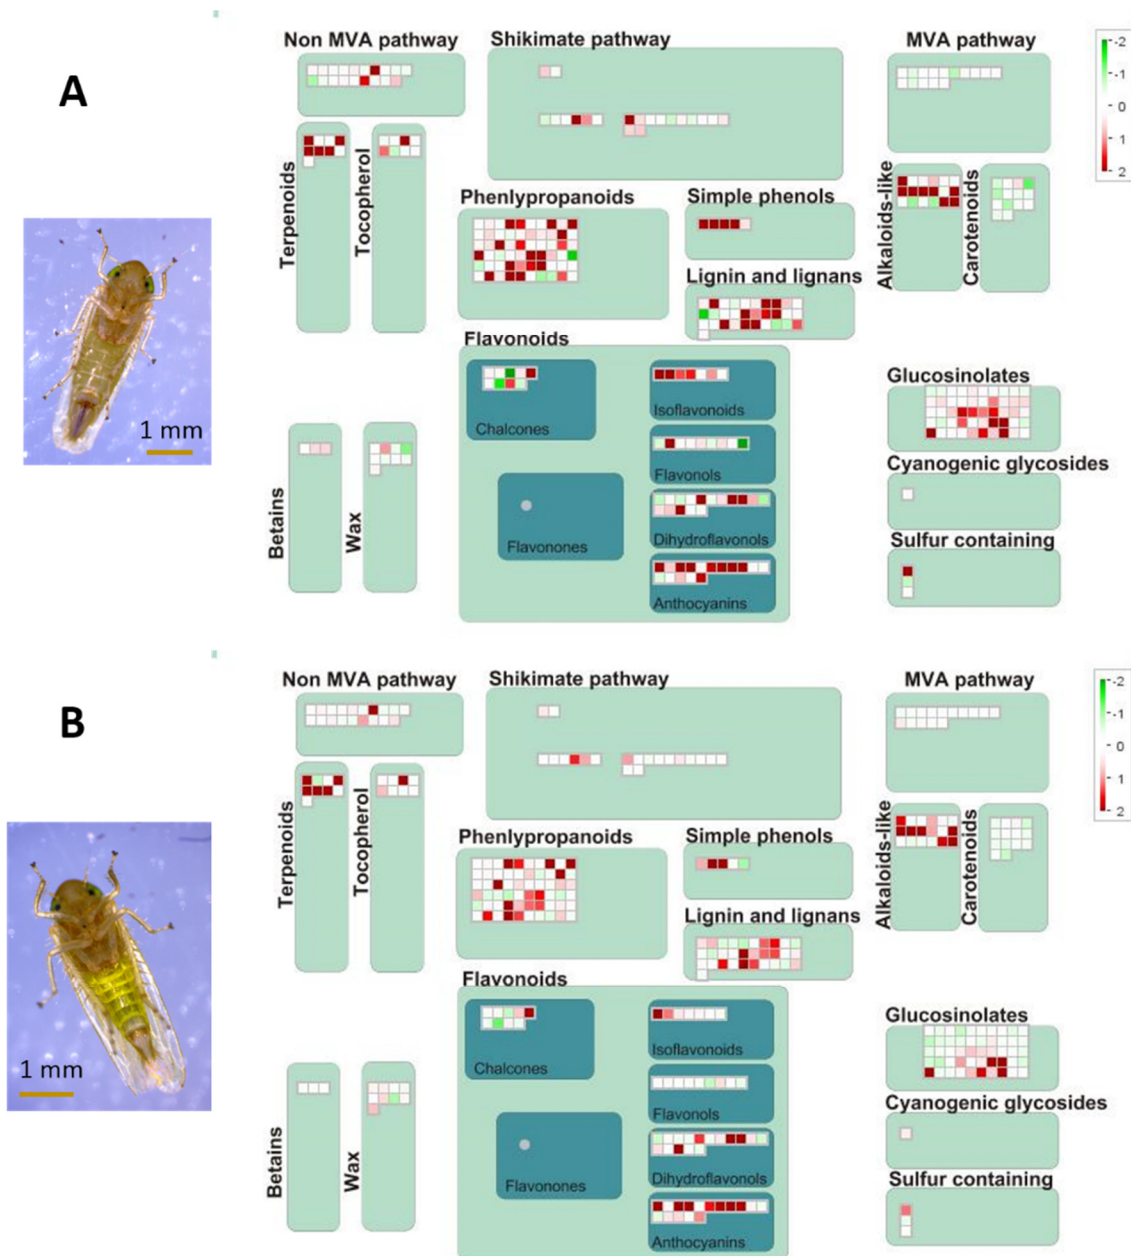 A
Non MVA pathway
Shikimate pathway
MVA pathway
-2
-1
0
1
2
Terpenoids
Tocopherol
Phenlypropanoids
Simple phenols
Alkaloids-like
Carotenoids
Lignin and lignans
1 mm
Flavonoids
Chalcones
Isoflavonoids
Flavonols
Flavonones
Dihydroflavonols
Anthocyanins
Betains
Wax
Glucosinolates
Cyanogenic glycosides
Sulfur containing
B
Non MVA pathway
Shikimate pathway
MVA pathway
-2
-1
0
1
2
Terpenoids
Tocopherol
Phenlypropanoids
Simple phenols
Alkaloids-like
Carotenoids
Lignin and lignans
1 mm
Flavonoids
Chalcones
Isoflavonoids
Flavonols
Flavonones
Dihydroflavonols
Anthocyanins
Betains
Wax
Glucosinolates
Cyanogenic glycosides
Sulfur containing